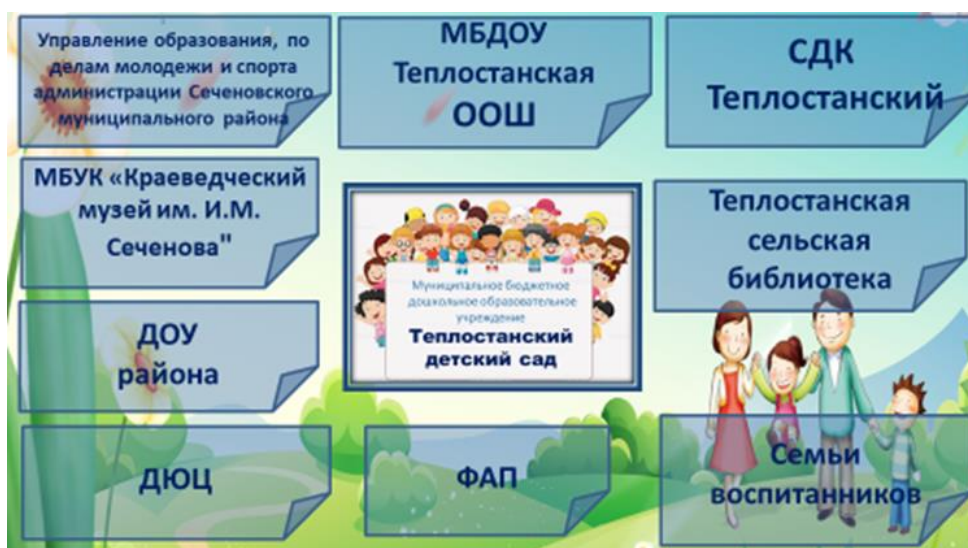 Управление образования, по
делам молодежи и спорта
администрации Сеченовского
муниципального района
МБДОУ
Теплостанская
ООШ
СДК
Теплостанский
МБУК «Краеведческий
музей им. И.М.
Сеченова"
Муниципальное бюджетное
дошкольное образовательное
учреждение
Теплостанский
детский сад
Теплостанская
сельская
библиотека
ДОУ
района
ДЮЦ
ФАП
Семьи
воспитанников